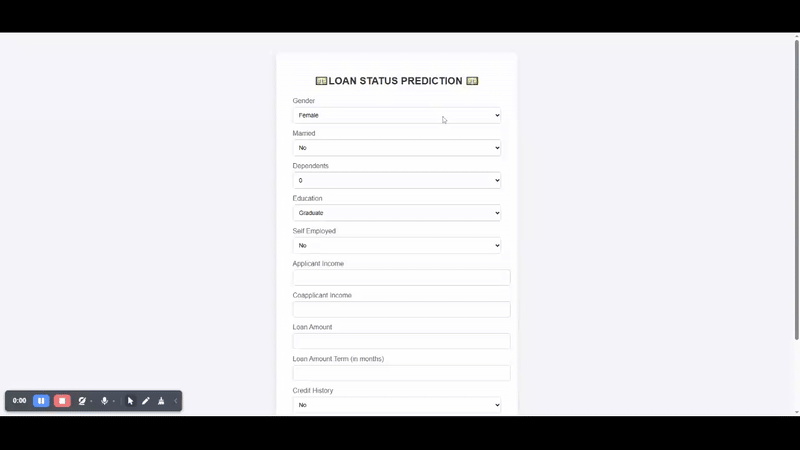 LOAN STATUS PREDICTION
Gender
Female
Married
No
Dependents
0
Education
Graduate
Self Employed
No
Applicant Income
Coapplicant Income
Loan Amount
Loan Amount Term (in months)
Credit History
No
0:00